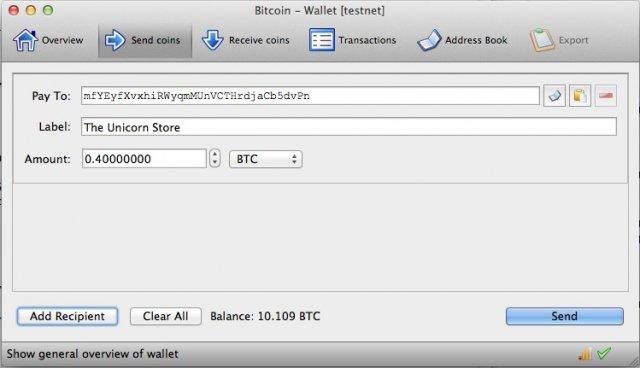 Bitcoin - Wallet [testnet]
Overview Send coins Receive coins Transactions Address Book Export
Pay To: mfYEyfXvxhiRWyqmMUnVCTHrdjaCb5dvPn
Label: The Unicorn Store
Amount: 0.40000000 BTC
Add Recipient Clear All Balance: 10.109 BTC Send
Show general overview of wallet